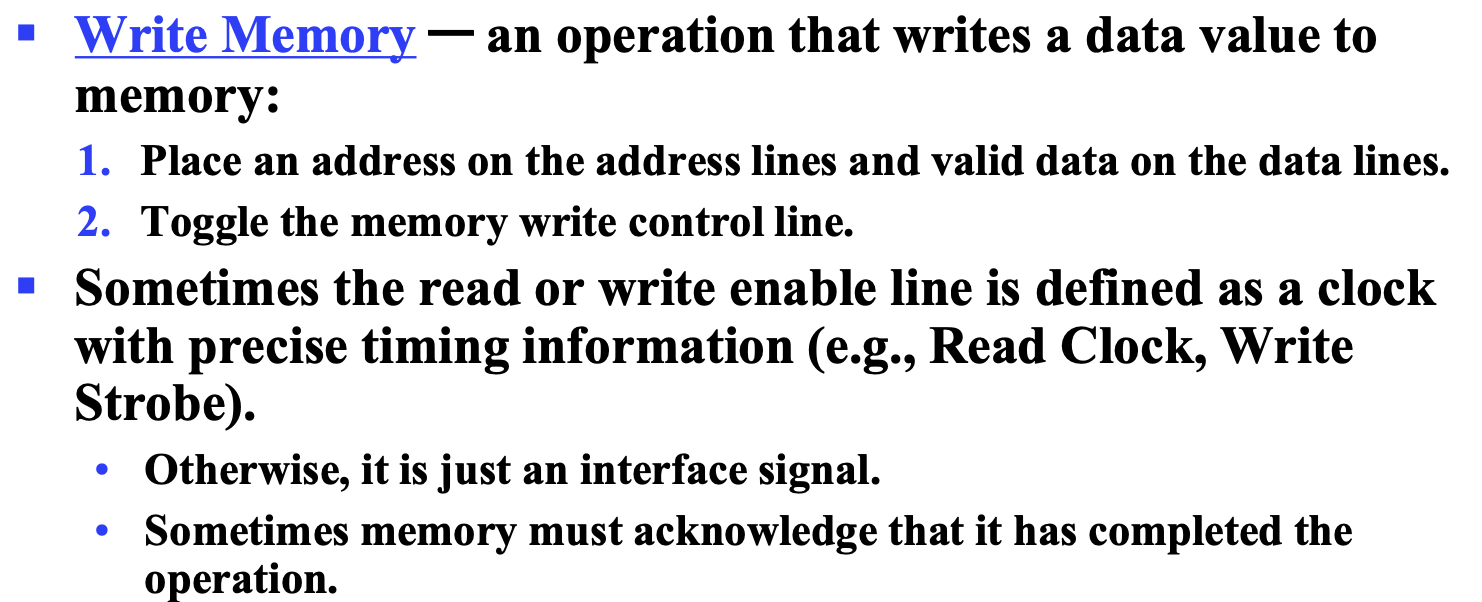 ▪ Write Memory — an operation that writes a data value to
memory:
1. Place an address on the address lines and valid data on the data lines.
2. Toggle the memory write control line.
▪ Sometimes the read or write enable line is defined as a clock
with precise timing information (e.g., Read Clock, Write
Strobe).
• Otherwise, it is just an interface signal.
• Sometimes memory must acknowledge that it has completed the
operation.